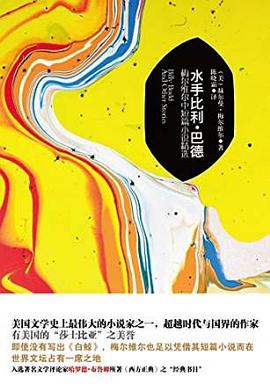 水手比利·巴德
梅尔维尔中短篇小说精选
Billy Budd
And Other Stories
〔美〕赫尔曼·梅尔维尔 著
陈晓霜 译
美国文学史上最伟大的小说家之一，超越时代与国界的作家
有美国的“莎士比亚”之美誉
即使没有写出《白鲸》，梅尔维尔也足以凭借其短篇小说而在
世界文坛占有一席之地
入选著名文学评论家哈罗德·布鲁姆所著《西方正典》之“经典书目”